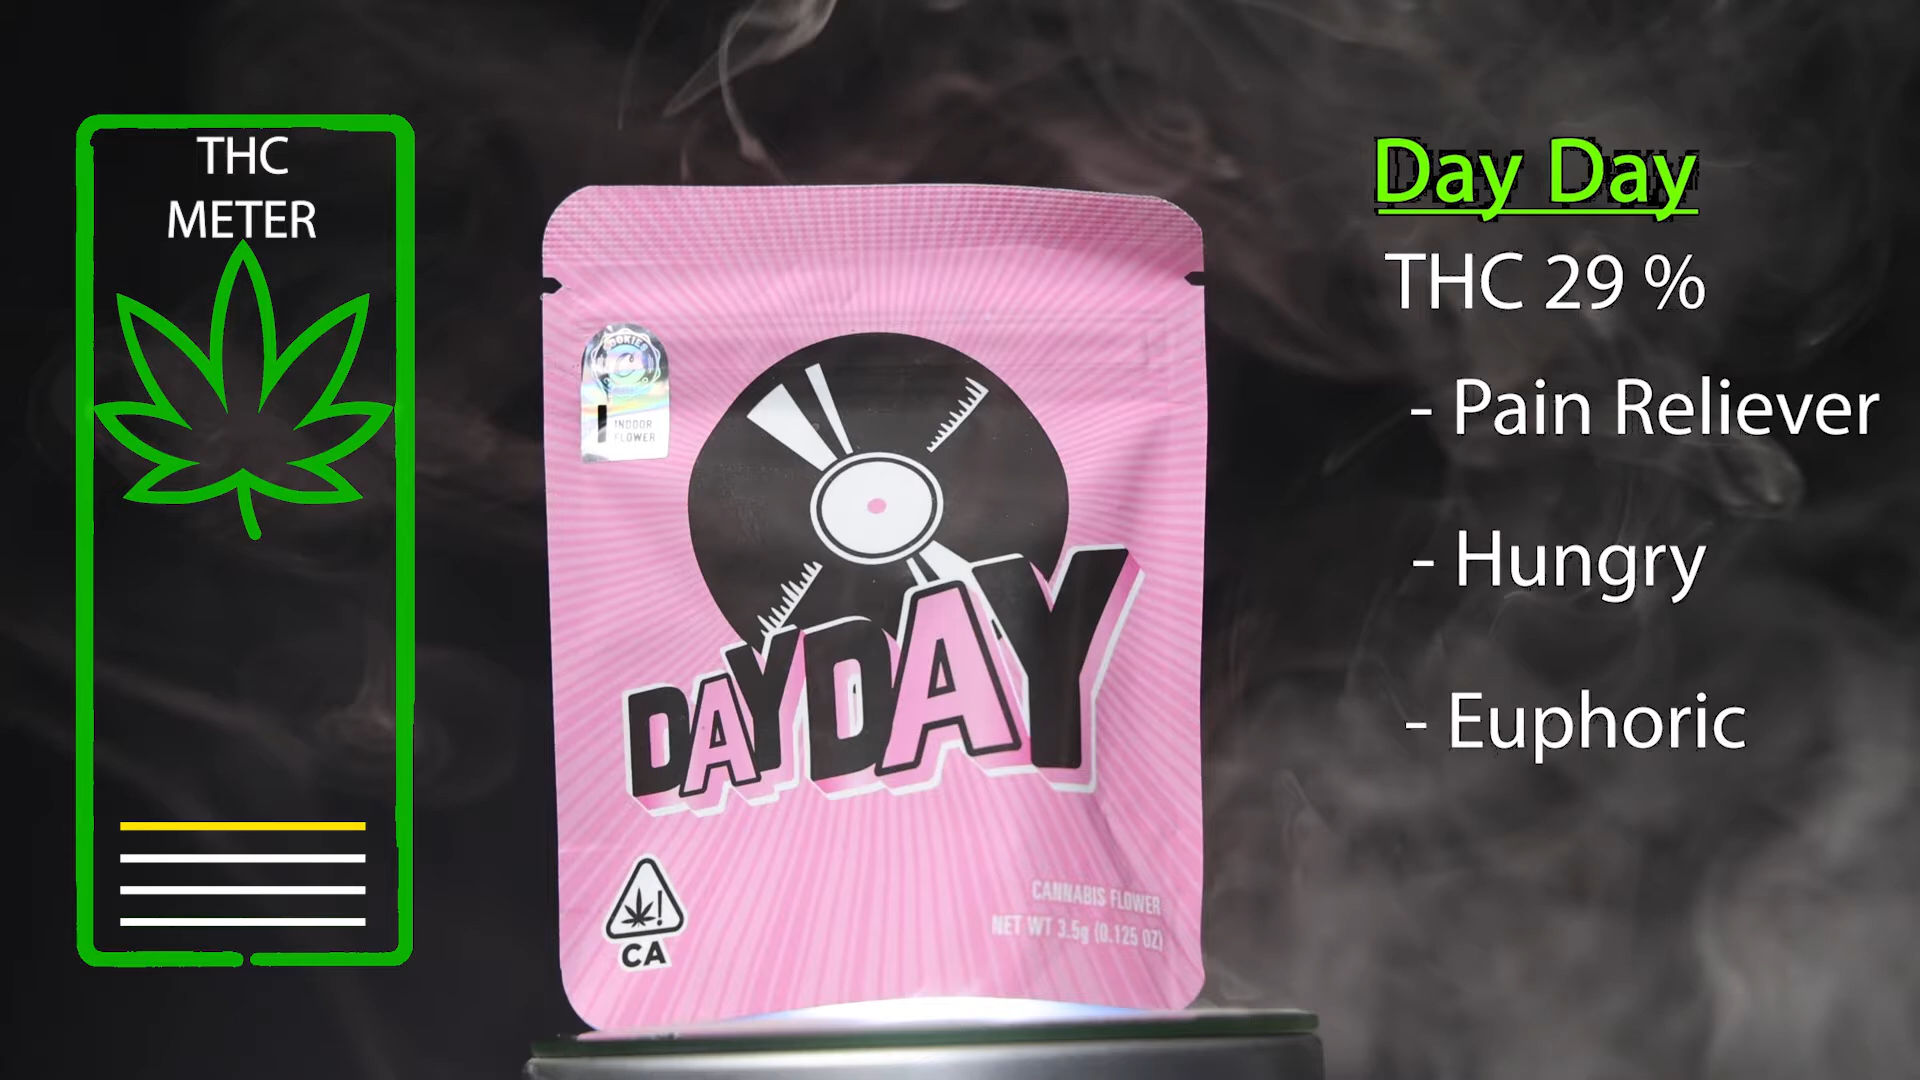 THC
METER
Day Day
THC 29 %
- Pain Reliever
- Hungry
- Euphoric
COOKIES
INDOOR
FLOWER
DAYDAY
CANNABIS FLOWER
NET WT 3.5g (0.125 OZ)
CA